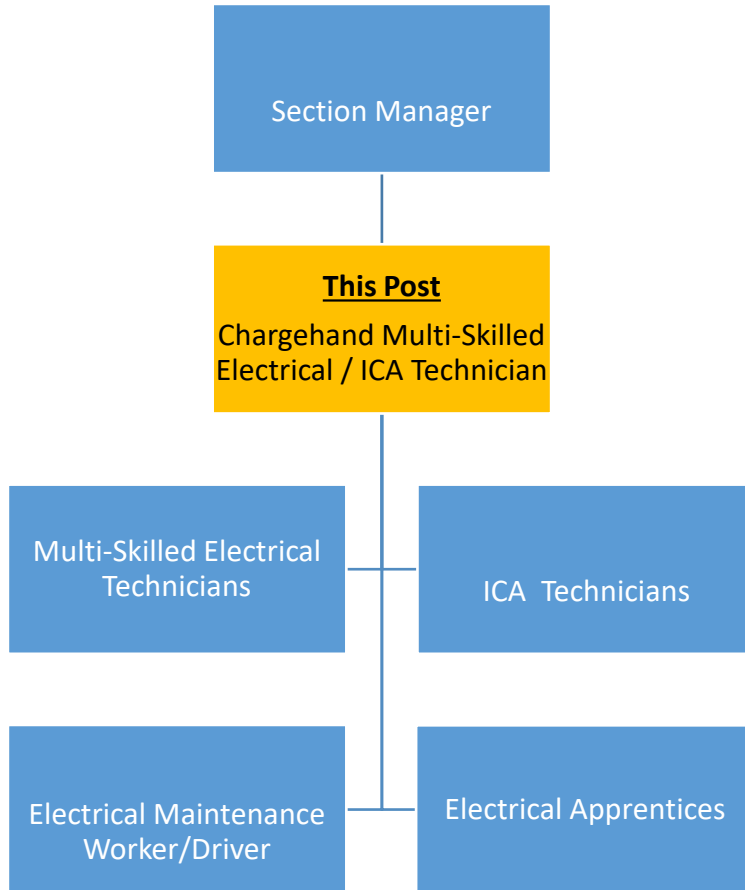 Section Manager
This Post
Chargehand Multi-Skilled
Electrical / ICA Technician
Multi-Skilled Electrical
Technicians
ICA  Technicians
Electrical Maintenance
Worker/Driver
Electrical Apprentices